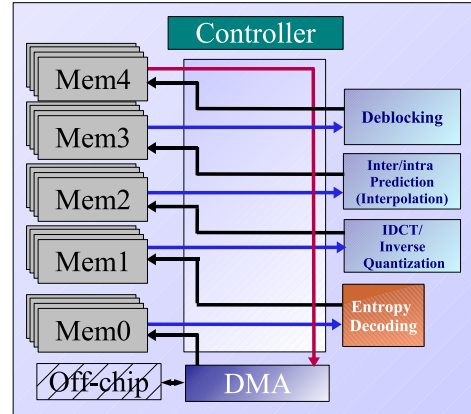 Controller
Mem4
Deblocking
Mem3
Inter/intra
Prediction
(Interpolation)
Mem2
IDCT/
Inverse
Quantization
Mem1
Entropy
Decoding
Mem0
Off-chip
DMA